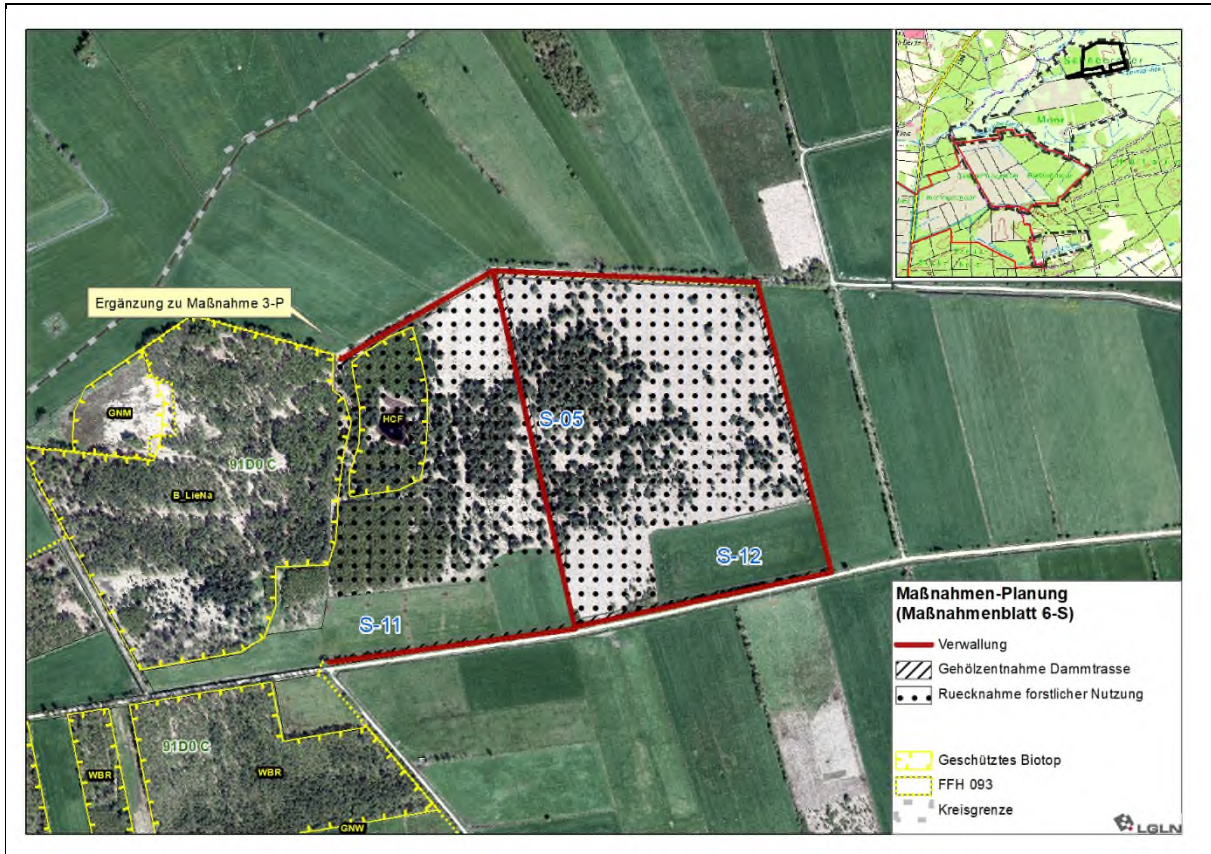 Ergänzung zu Maßnahme 3-P
GNM
HCF
S-05
91D0 C
B_LieNa
S-12
S-11
91D0 C
WBR
WBR
GNW
Moor
Maßnahmen-Planung
(Maßnahmenblatt 6-S)
Verwallung
Gehölzentnahme Dammtrasse
Ruecknahme forstlicher Nutzung
Geschütztes Biotop
FFH 093
Kreisgrenze
LGLN